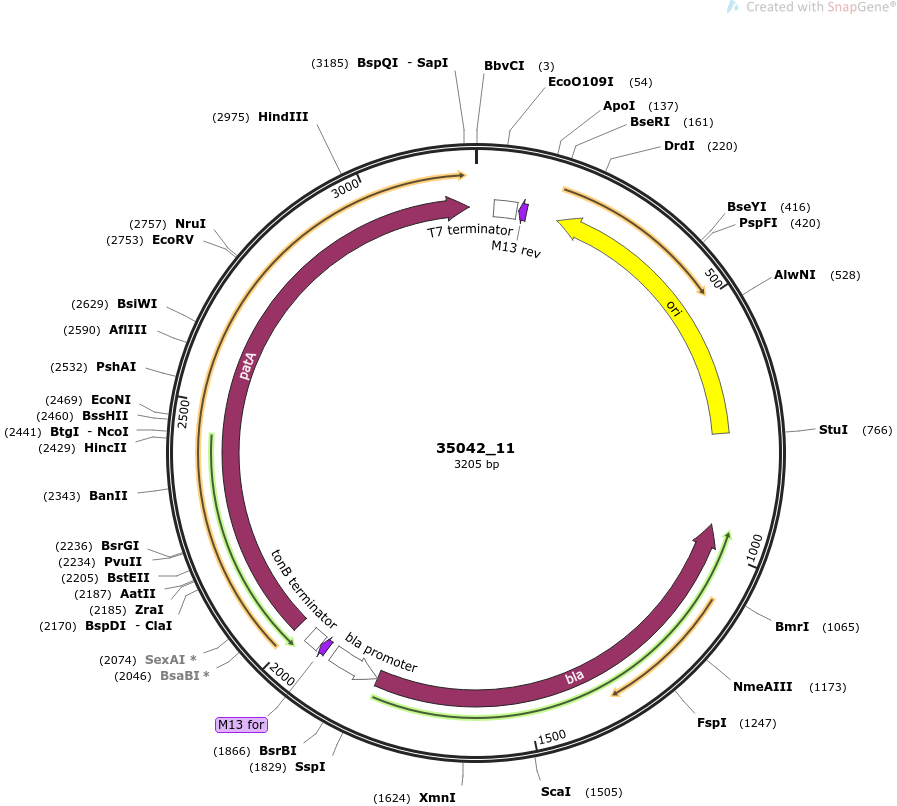 Created with SnapGene®
(3185) BspQI - SapI
BbvCI (3)
EcoO109I (54)
ApoI (137)
BseRI (161)
DrdI (220)
BseYI (416)
PspFI (420)
AlwNI (528)
StuI (766)
BmrI (1065)
NmeAIII (1173)
FspI (1247)
ScaI (1505)
(1624) XmnI
(1829) SspI
(1866) BsrBI
M13 for
(2046) BsaBI *
(2074) SexAI *
(2170) BspDI - ClaI
(2185) ZraI
(2187) AatII
(2205) BstEII
(2234) PvuII
(2236) BsrGI
(2343) BanII
(2429) HincII
(2441) BtgI - NcoI
(2460) BssHII
(2469) EcoNI
(2532) PshAI
(2590) AflIII
(2629) BsiWI
(2753) EcoRV
(2757) NruI
(2975) HindIII
500
1000
1500
2000
2500
3000
T7 terminator
M13 rev
ori
bla
bla promoter
tonB terminator
patA
35042_11
3205 bp